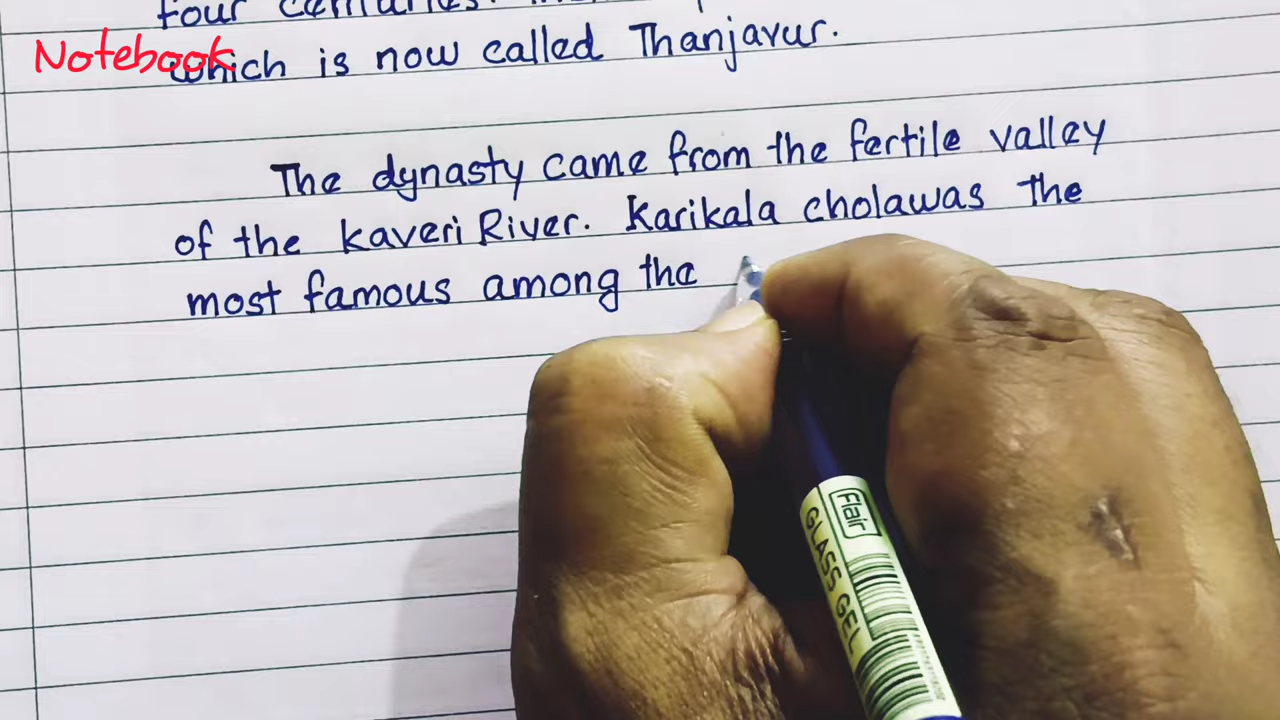 four
Notebook
which is now called Thanjavur.
The dynasty came from the fertile valley
of the kaveri River. Karikala cholawas the
most famous among the
Flair
GLASS GEL